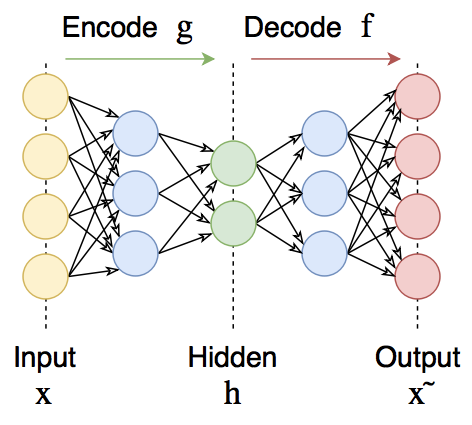 Encode g Decode f
Input Hidden Output
x h x˜